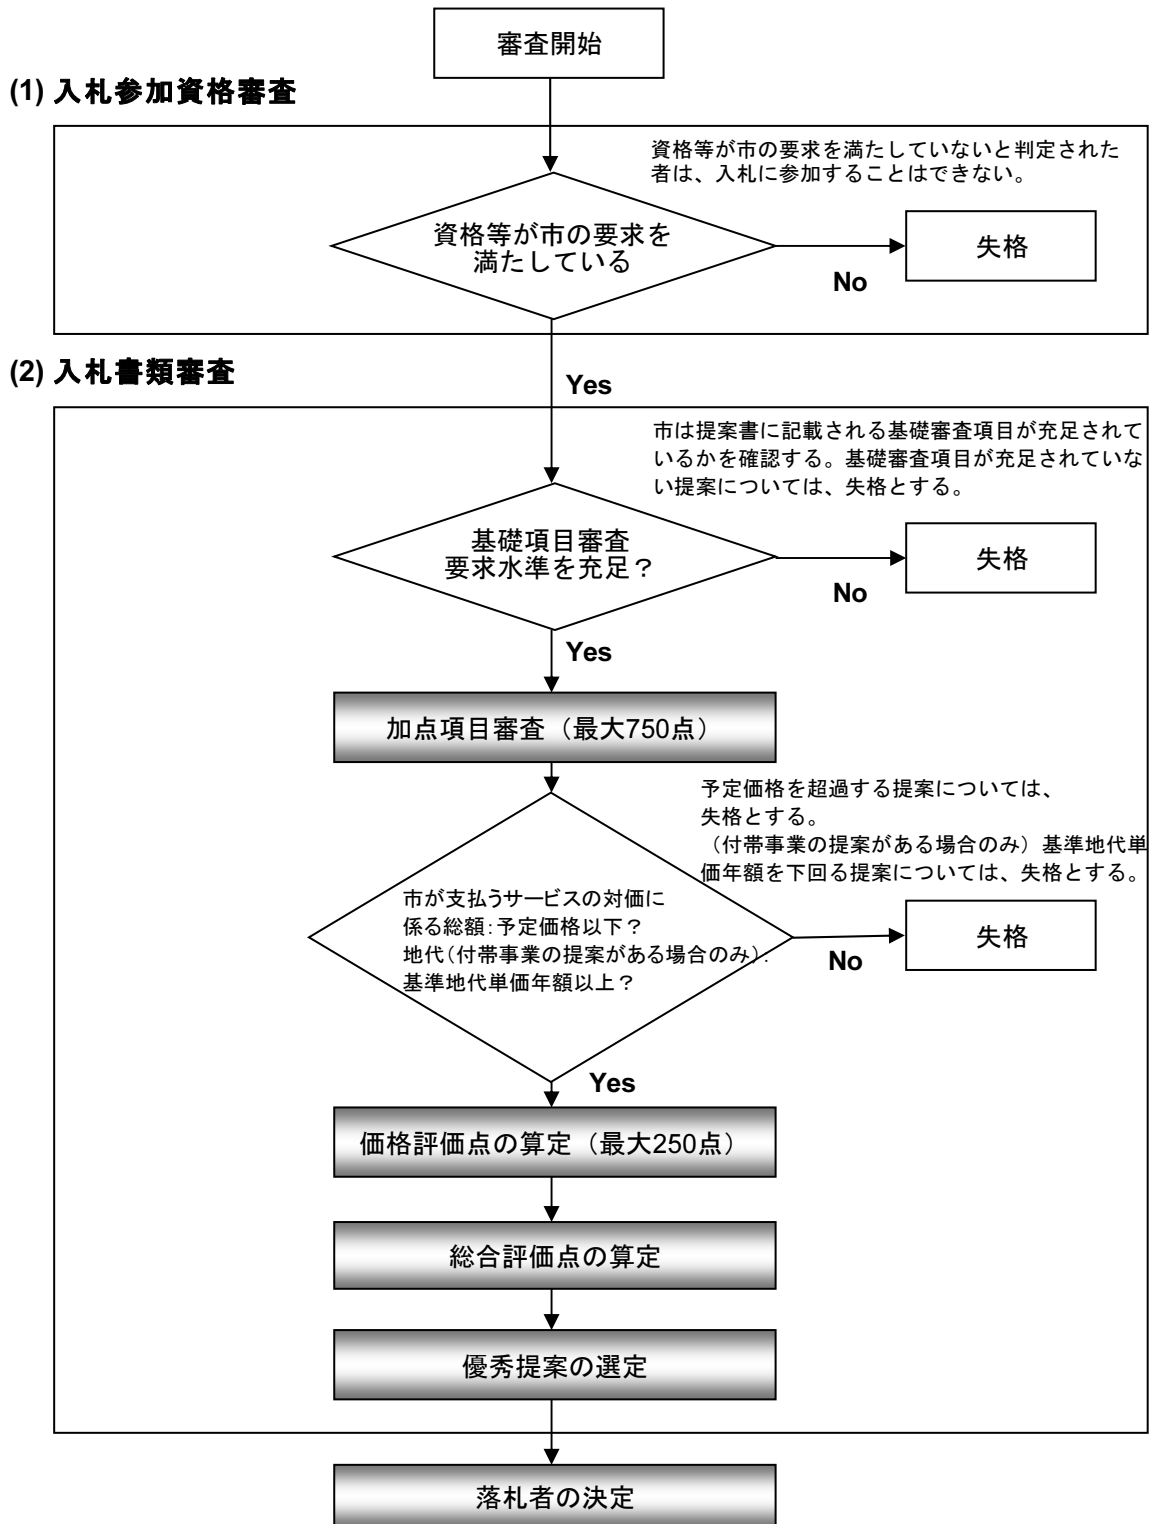 審査開始
(1) 入札参加資格審査
資格等が市の要求を満たしていないと判定された
者は、入札に参加することはできない。
資格等が市の要求を
満たしている
失格
No
(2) 入札書類審査
Yes
市は提案書に記載される基礎審査項目が充足されて
いるかを確認する。基礎審査項目が充足されていな
い提案については、失格とする。
基礎項目審査
要求水準を充足？
失格
No
Yes
加点項目審査（最大750点）
予定価格を超過する提案については、
失格とする。
（付帯事業の提案がある場合のみ）基準地代単
価年額を下回る提案については、失格とする。
市が支払うサービスの対価に
係る総額：予定価格以下？
地代（付帯事業の提案がある場合のみ）：
基準地代単価年額以上？
失格
No
Yes
価格評価点の算定（最大250点）
総合評価点の算定
優秀提案の選定
落札者の決定